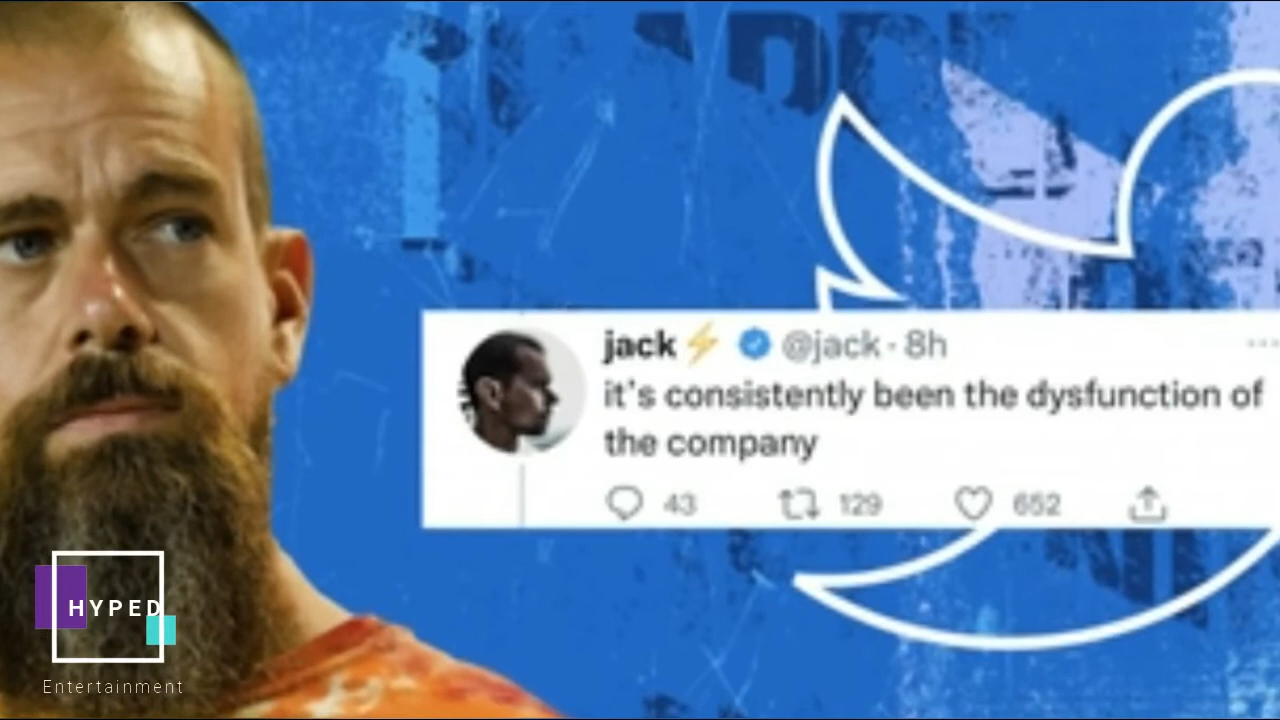 jack⚡ @jack · 8h
it's consistently been the dysfunction of
the company
43 129 652
HYPED
Entertainment